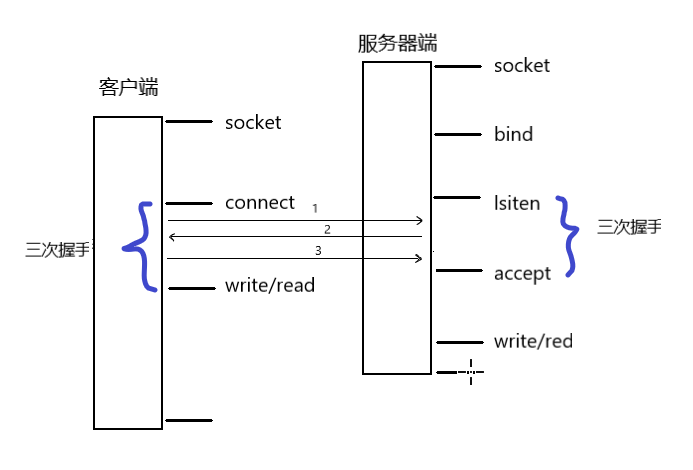 服务器端
socket
客户端
socket
bind
connect
lsiten
1
2
3
三次握手
三次握手
accept
write/read
write/red